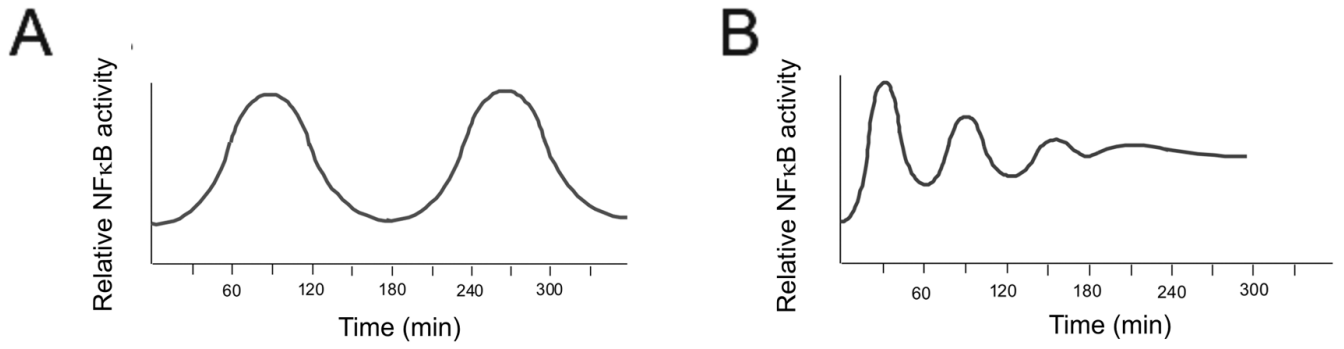 A
Relative NFκB activity
60 120 180 240 300
Time (min)
B
Relative NFκB activity
60 120 180 240 300
Time (min)